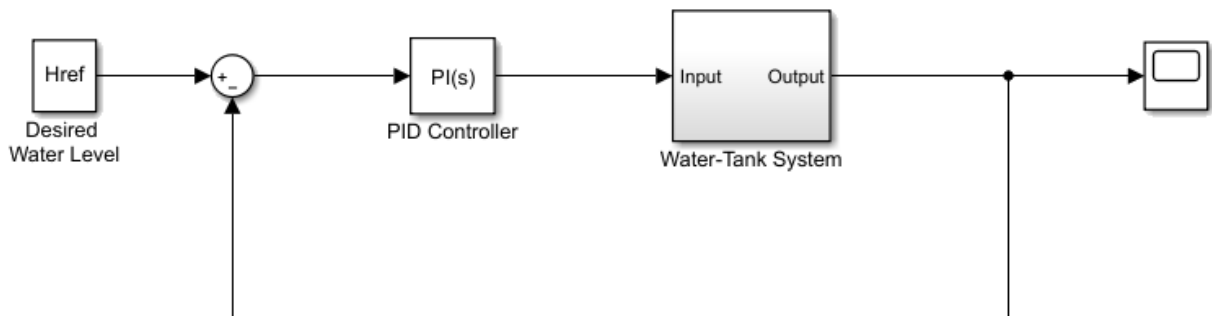 Href
Desired
Water Level
+
−
PI(s)
PID Controller
Input
Output
Water-Tank System